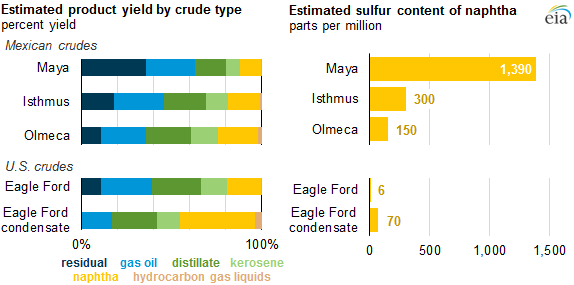 Estimated product yield by crude type
percent yield
Mexican crudes
Maya
Isthmus
Olmeca
U.S. crudes
Eagle Ford
Eagle Ford
condensate
0% 100%
residual gas oil distillate kerosene
naphtha hydrocarbon gas liquids
Estimated sulfur content of naphtha
parts per million
eia
Maya 1,390
Isthmus 300
Olmeca 150
Eagle Ford 6
Eagle Ford
condensate 70
0 500 1,000 1,500